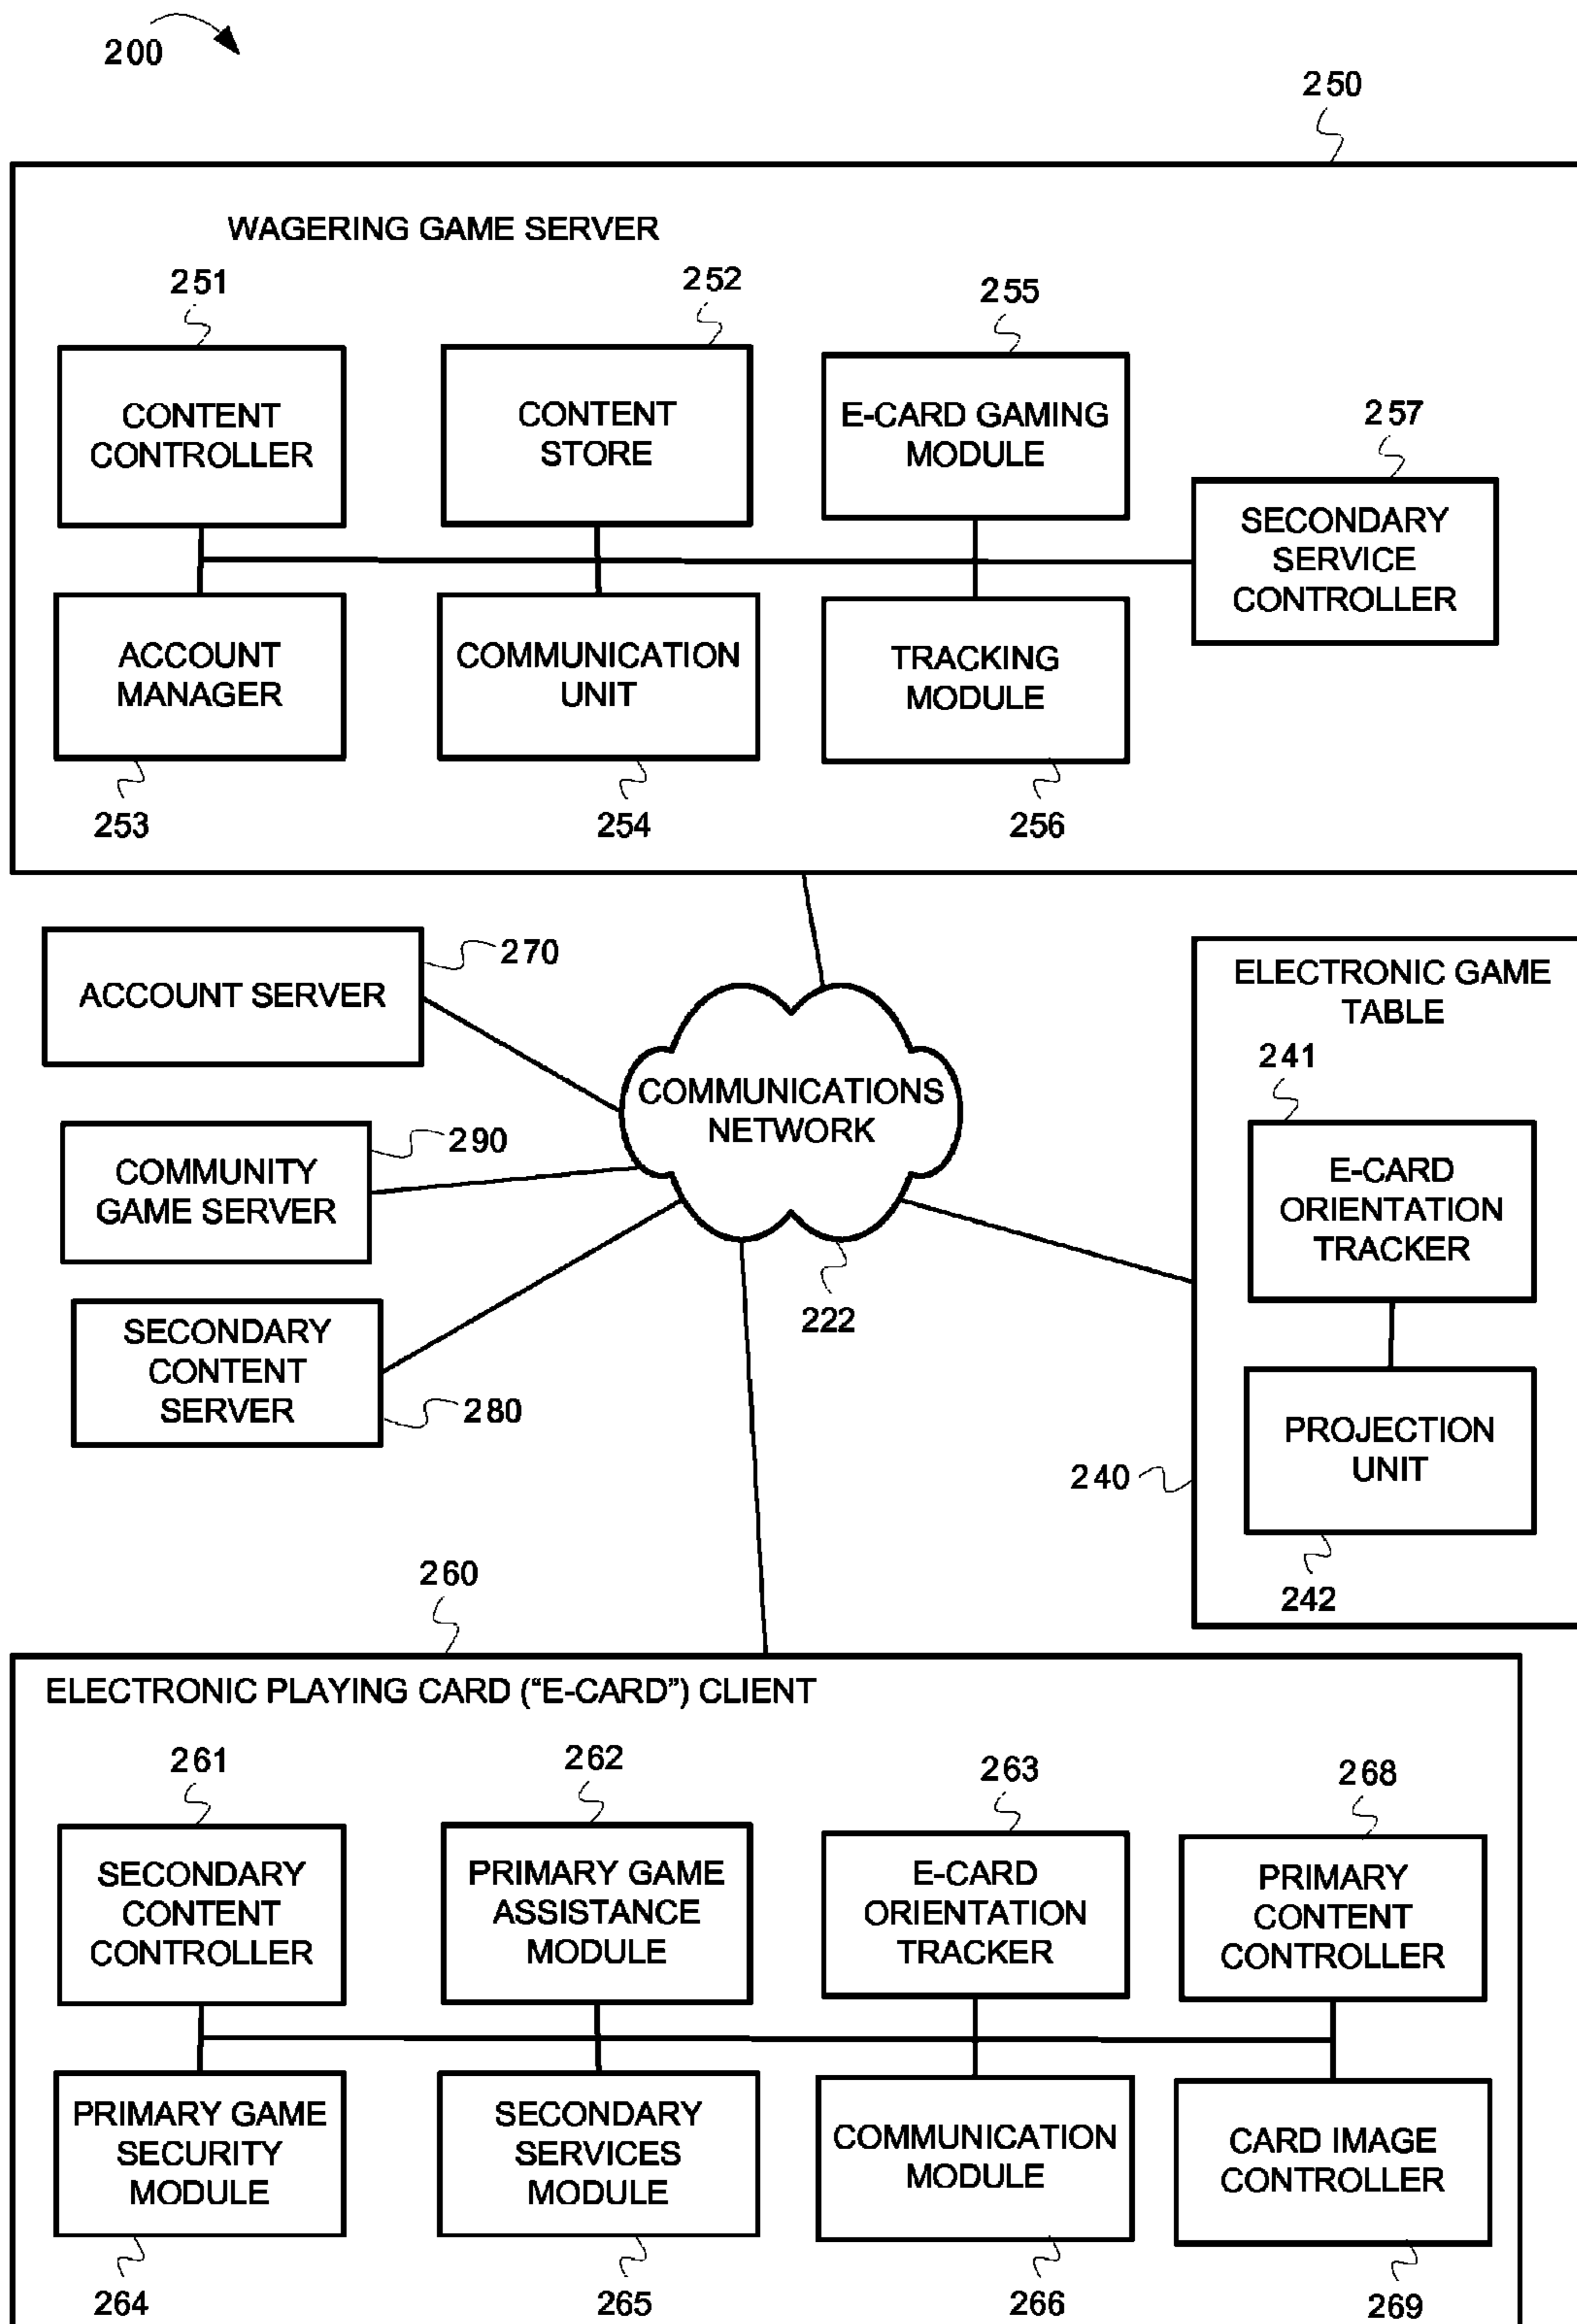 200
250
WAGERING GAME SERVER
251
252
255
257
CONTENT
CONTROLLER
CONTENT
STORE
E-CARD GAMING
MODULE
SECONDARY
SERVICE
CONTROLLER
ACCOUNT
MANAGER
COMMUNICATION
UNIT
TRACKING
MODULE
253
254
256
ACCOUNT SERVER
270
COMMUNITY
GAME SERVER
290
SECONDARY
CONTENT
SERVER
280
COMMUNICATIONS
NETWORK
222
ELECTRONIC GAME
TABLE
241
E-CARD
ORIENTATION
TRACKER
PROJECTION
UNIT
240
242
260
ELECTRONIC PLAYING CARD (“E-CARD”) CLIENT
261
262
263
268
SECONDARY
CONTENT
CONTROLLER
PRIMARY GAME
ASSISTANCE
MODULE
E-CARD
ORIENTATION
TRACKER
PRIMARY
CONTENT
CONTROLLER
PRIMARY GAME
SECURITY
MODULE
SECONDARY
SERVICES
MODULE
COMMUNICATION
MODULE
CARD IMAGE
CONTROLLER
264
265
266
269